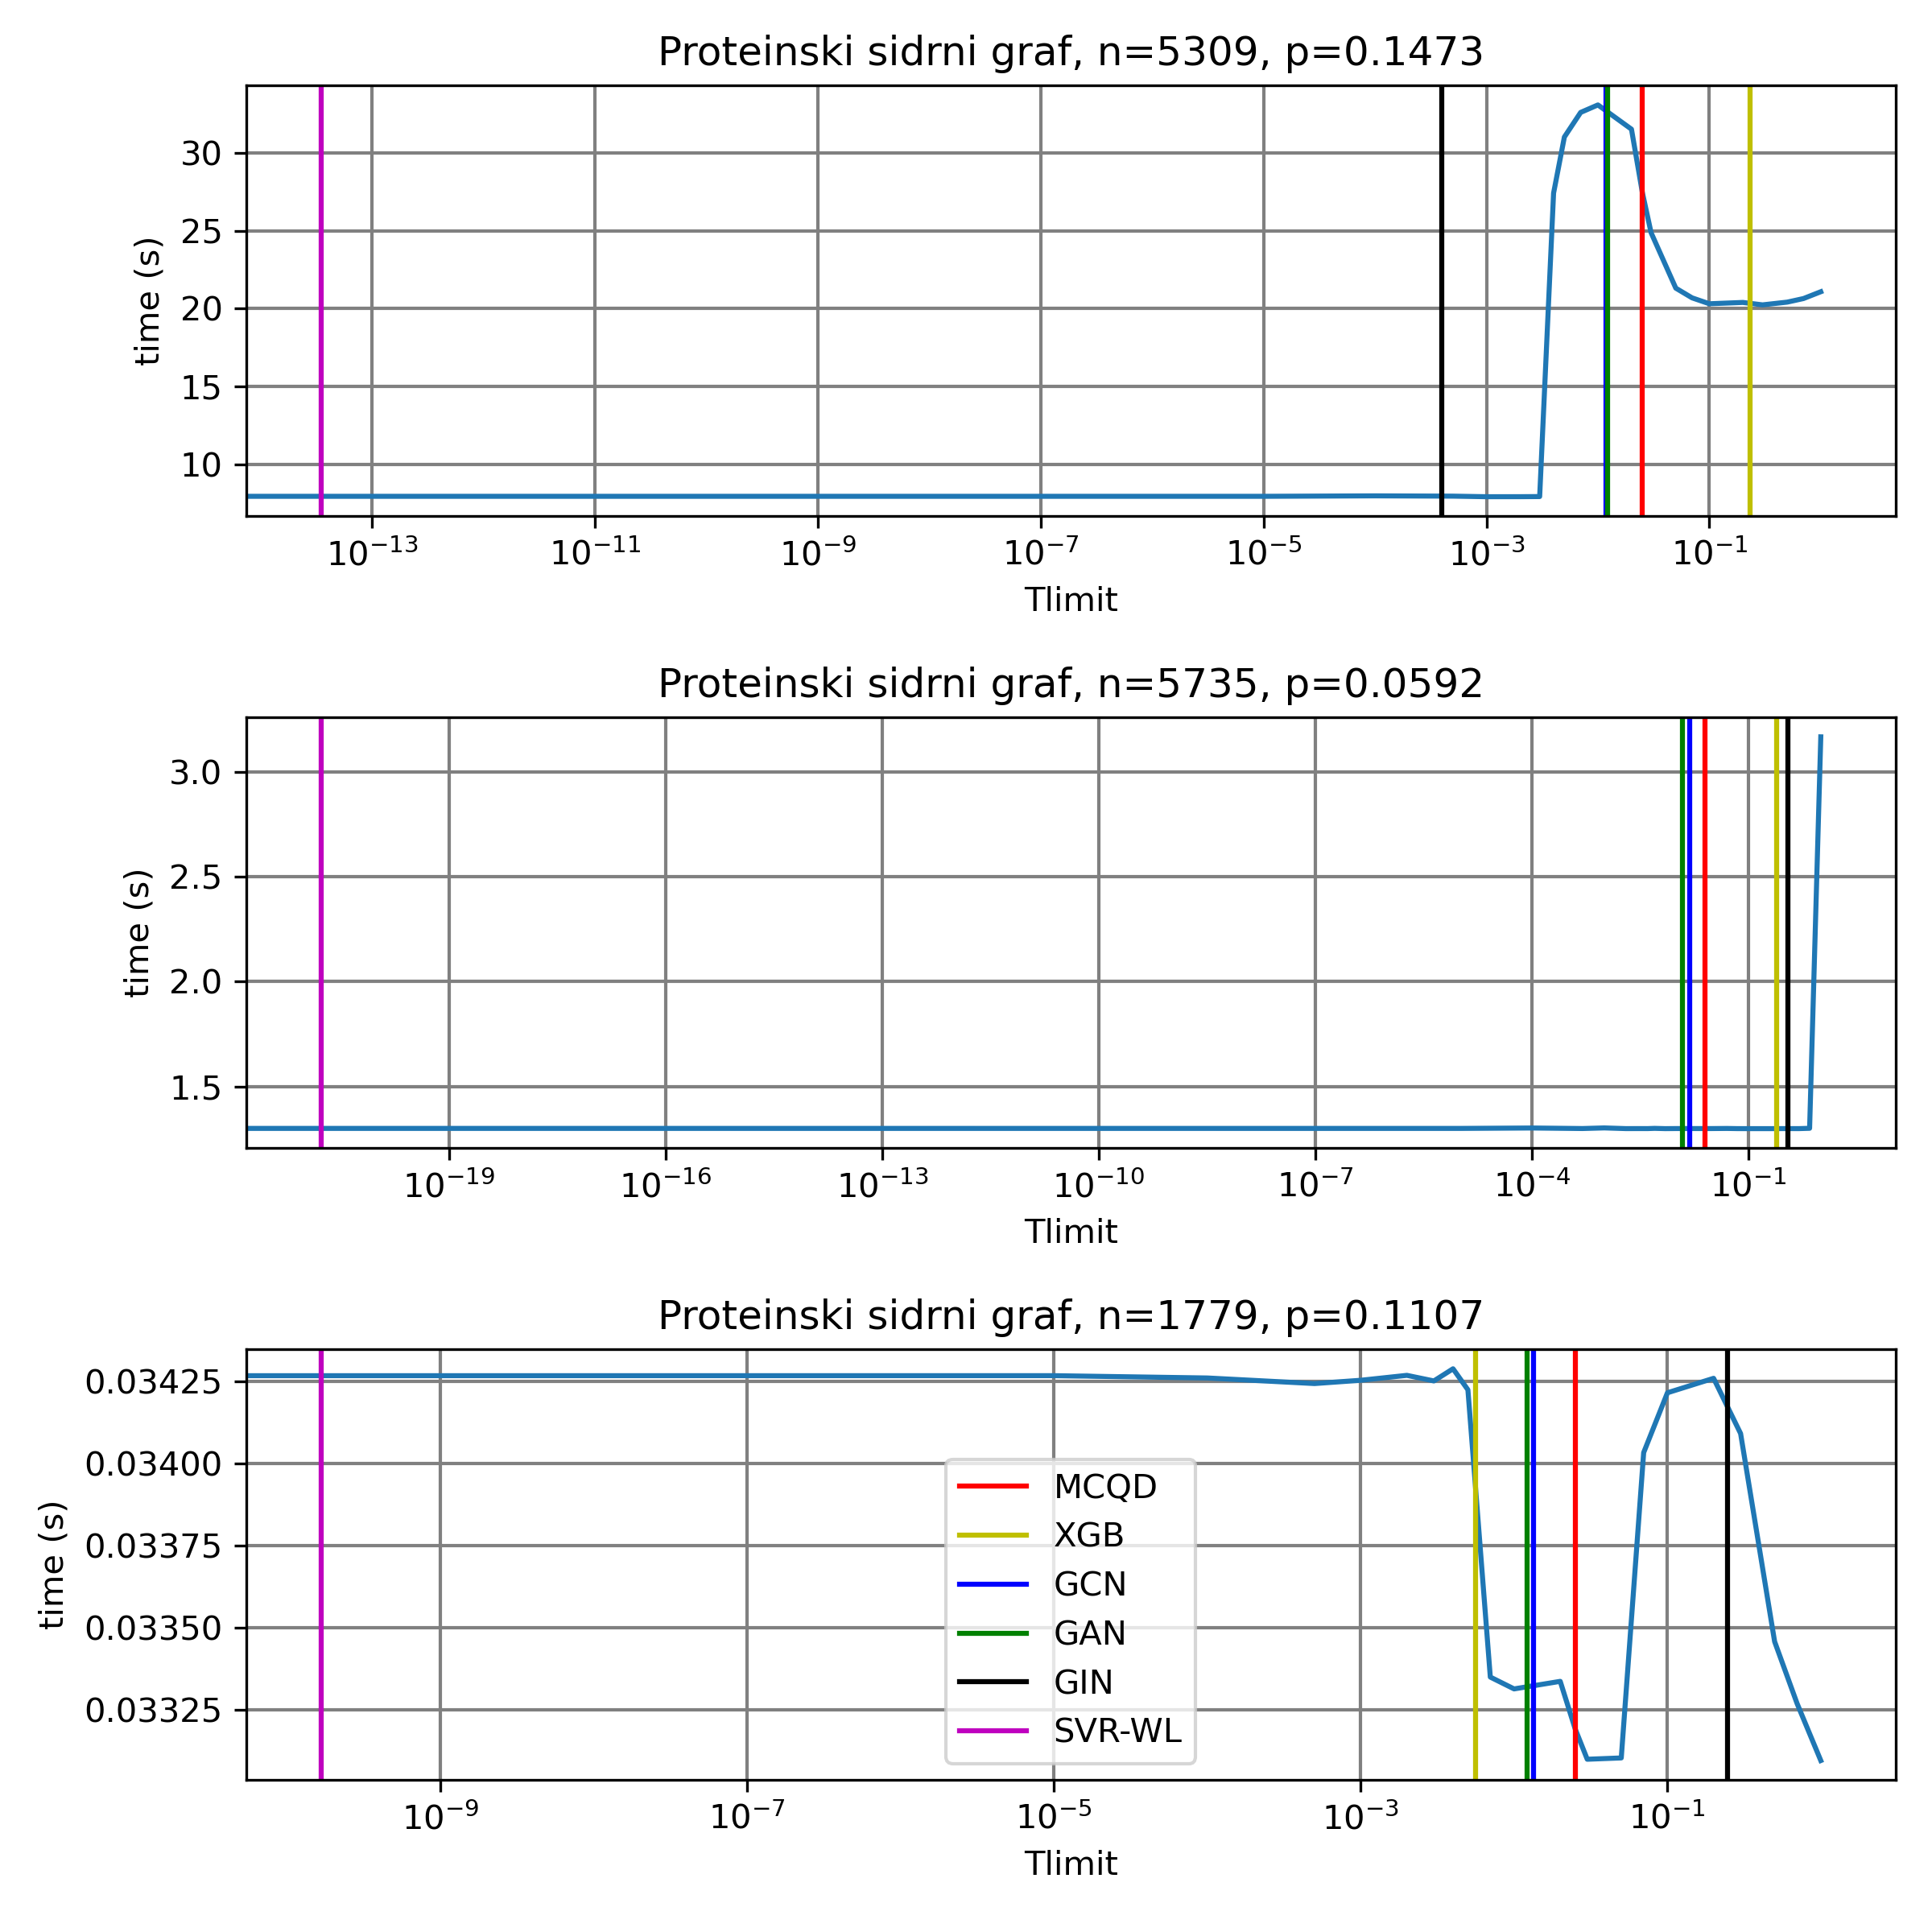 Proteinski sidrni graf, n=5309, p=0.1473
time (s)
30
25
20
15
10
10⁻¹³ 10⁻¹¹ 10⁻⁹ 10⁻⁷ 10⁻⁵ 10⁻³ 10⁻¹
Tlimit
Proteinski sidrni graf, n=5735, p=0.0592
time (s)
3.0
2.5
2.0
1.5
10⁻¹⁹ 10⁻¹⁶ 10⁻¹³ 10⁻¹⁰ 10⁻⁷ 10⁻⁴ 10⁻¹
Tlimit
Proteinski sidrni graf, n=1779, p=0.1107
time (s)
0.03425
0.03400
0.03375
0.03350
0.03325
MCQD
XGB
GCN
GAN
GIN
SVR-WL
10⁻⁹ 10⁻⁷ 10⁻⁵ 10⁻³ 10⁻¹
Tlimit